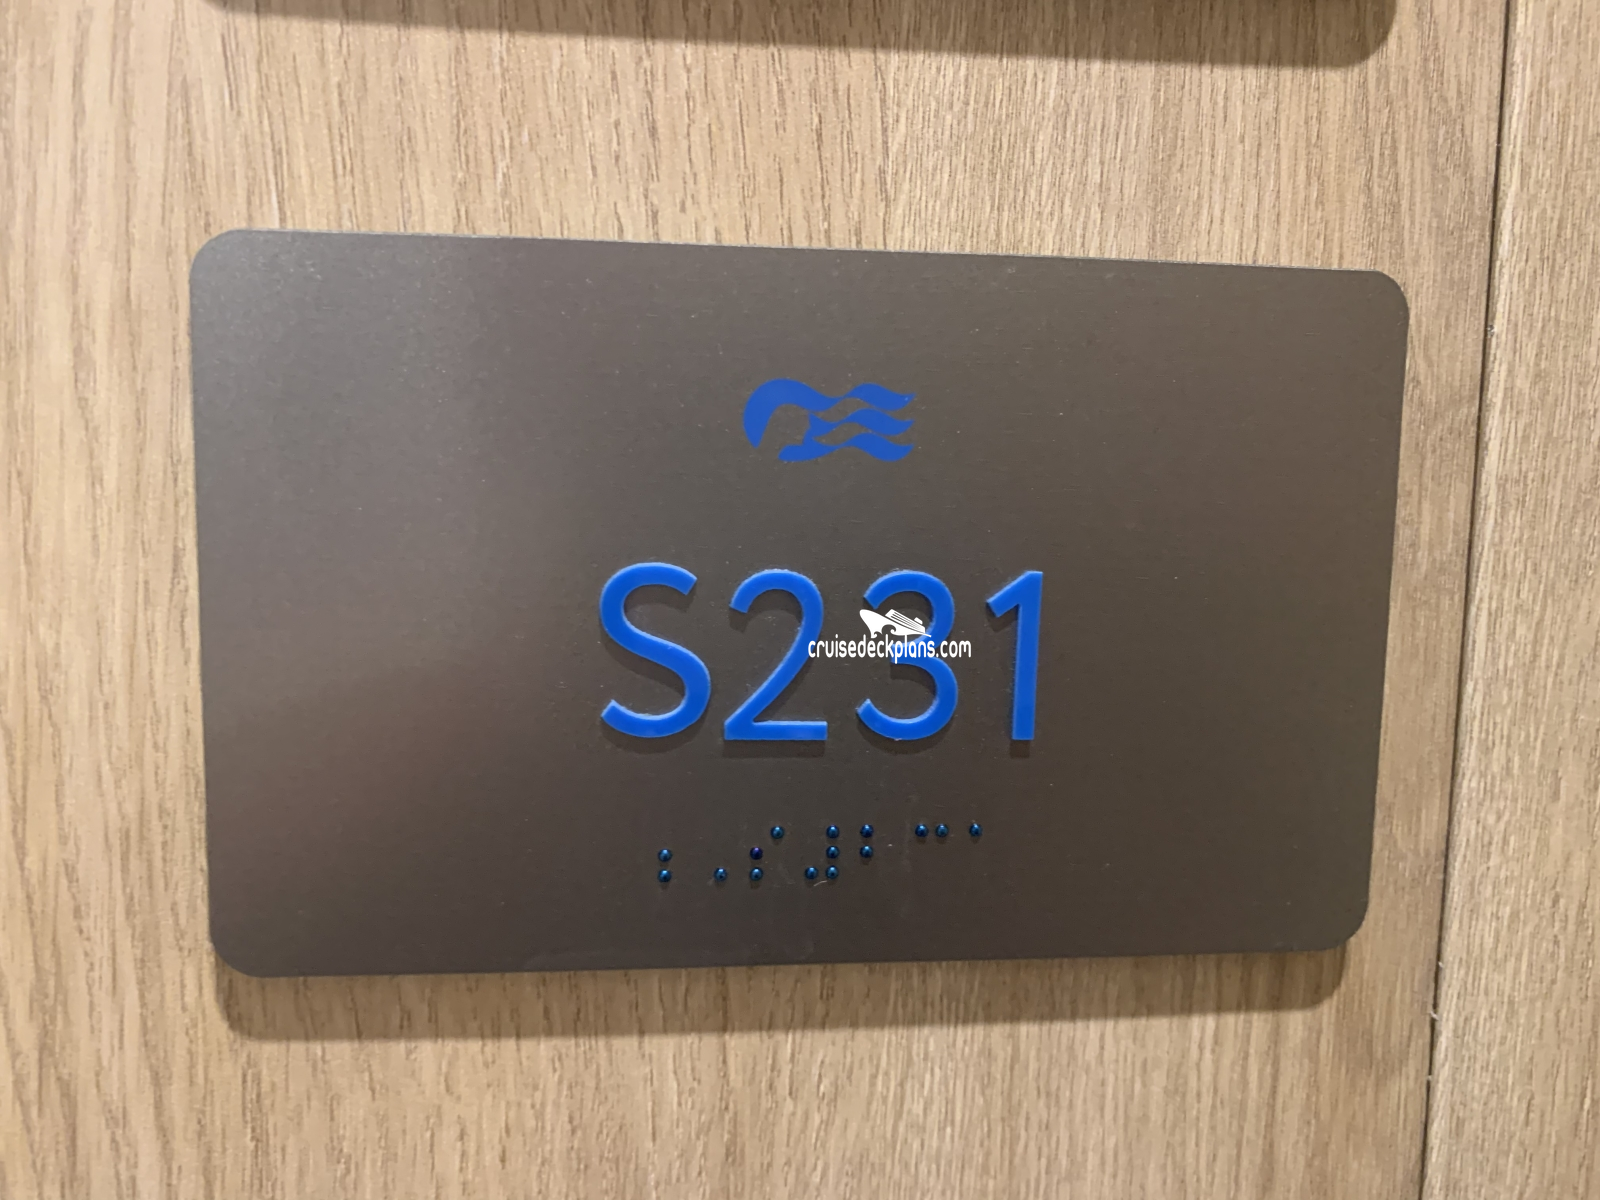 S231
cruisedeckplans.com
⠰⠠⠎⠼⠃⠉⠁